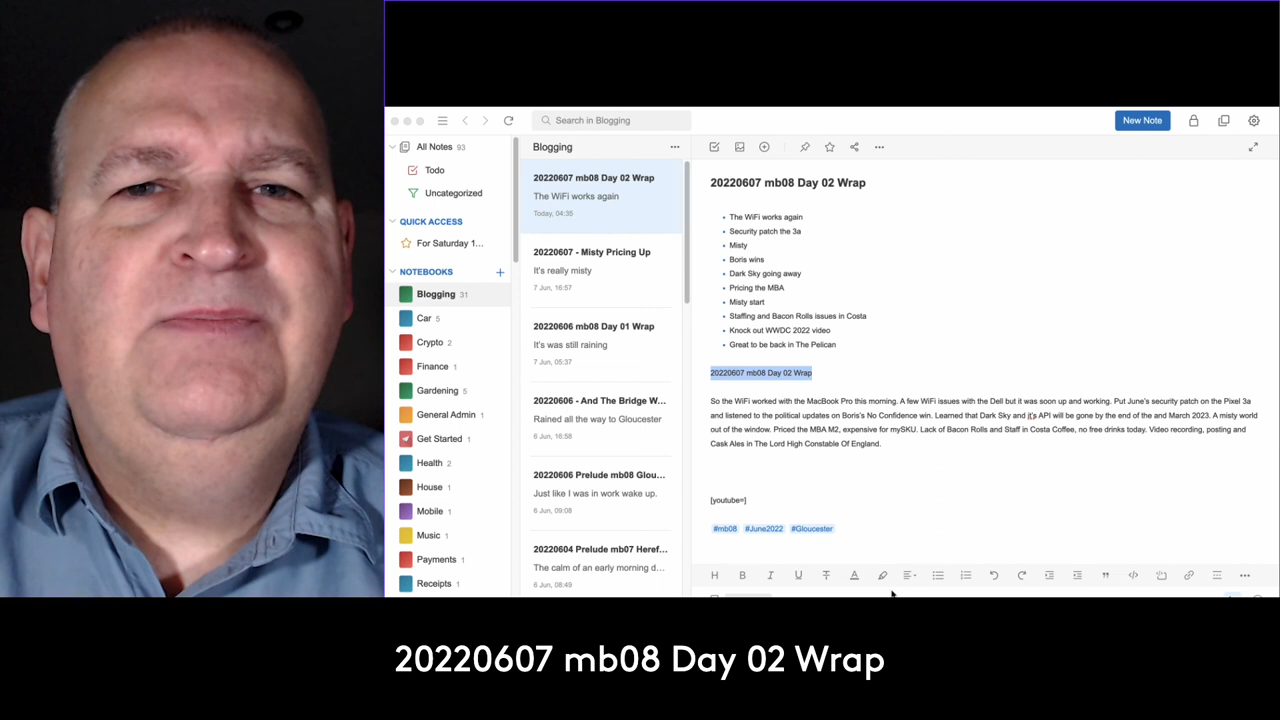 Search in Blogging
New Note
All Notes 93
Todo
Uncategorized
QUICK ACCESS
For Saturday 1...
NOTEBOOKS
Blogging 31
Car 5
Crypto 2
Finance 1
Gardening 5
General Admin 1
Get Started 1
Health 2
House 1
Mobile 1
Music 1
Payments 1
Receipts 1
Blogging
20220607 mb08 Day 02 Wrap
The WiFi works again
Today, 04:35
20220607 - Misty Pricing Up
It's really misty
7 Jun, 16:57
20220606 mb08 Day 01 Wrap
It's was still raining
7 Jun, 05:37
20220606 - And The Bridge W...
Rained all the way to Gloucester
6 Jun, 16:58
20220606 Prelude mb08 Glou...
Just like I was in work wake up.
6 Jun, 09:08
20220604 Prelude mb07 Heref...
The calm of an early morning d...
6 Jun, 08:49
20220607 mb08 Day 02 Wrap
The WiFi works again
Security patch the 3a
Misty
Boris wins
Dark Sky going away
Pricing the MBA
Misty start
Staffing and Bacon Rolls issues in Costa
Knock out WWDC 2022 video
Great to be back in The Pelican
20220607 mb08 Day 02 Wrap
So the WiFi worked with the MacBook Pro this morning. A few WiFi issues with the Dell but it was soon up and working. Put June's security patch on the Pixel 3a
and listened to the political updates on Boris's No Confidence win. Learned that Dark Sky and it's API will be gone by the end of the and March 2023. A misty world
out of the window. Priced the MBA M2, expensive for mySKU. Lack of Bacon Rolls and Staff in Costa Coffee, no free drinks today. Video recording, posting and
Cask Ales in The Lord High Constable Of England.
[youtube=]
#mb08 #June2022 #Gloucester
20220607 mb08 Day 02 Wrap